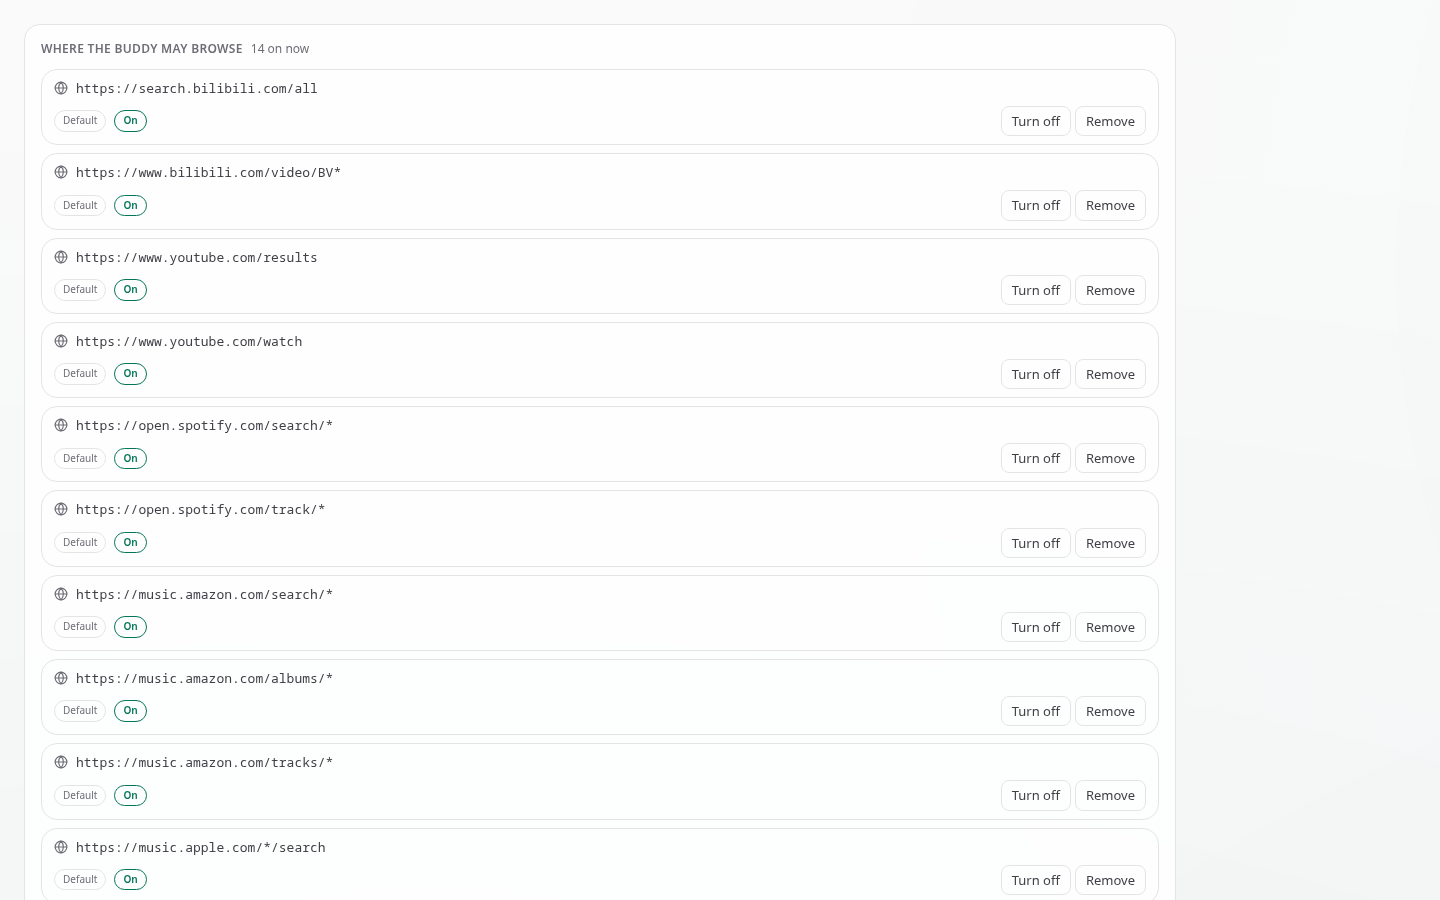 WHERE THE BUDDY MAY BROWSE 14 on now
https://search.bilibili.com/all
Default On Turn off Remove
https://www.bilibili.com/video/BV*
Default On Turn off Remove
https://www.youtube.com/results
Default On Turn off Remove
https://www.youtube.com/watch
Default On Turn off Remove
https://open.spotify.com/search/*
Default On Turn off Remove
https://open.spotify.com/track/*
Default On Turn off Remove
https://music.amazon.com/search/*
Default On Turn off Remove
https://music.amazon.com/albums/*
Default On Turn off Remove
https://music.amazon.com/tracks/*
Default On Turn off Remove
https://music.apple.com/*/search
Default On Turn off Remove